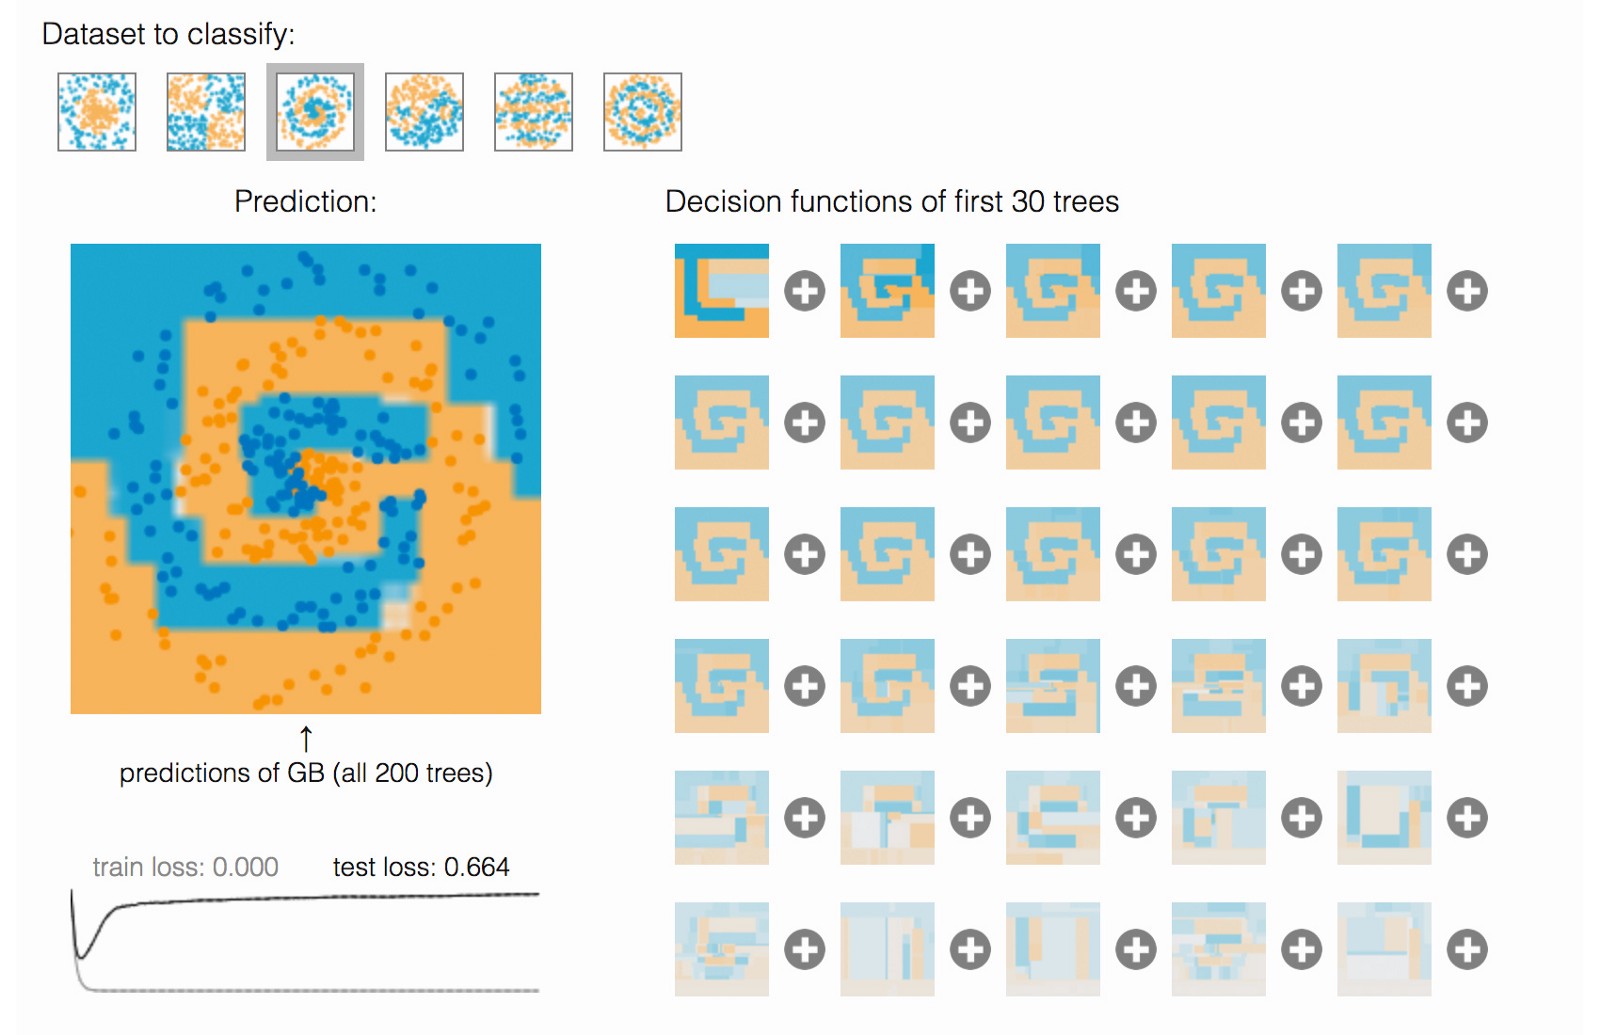 Dataset to classify:
Prediction:
Decision functions of first 30 trees
↑
predictions of GB (all 200 trees)
train loss: 0.000 test loss: 0.664